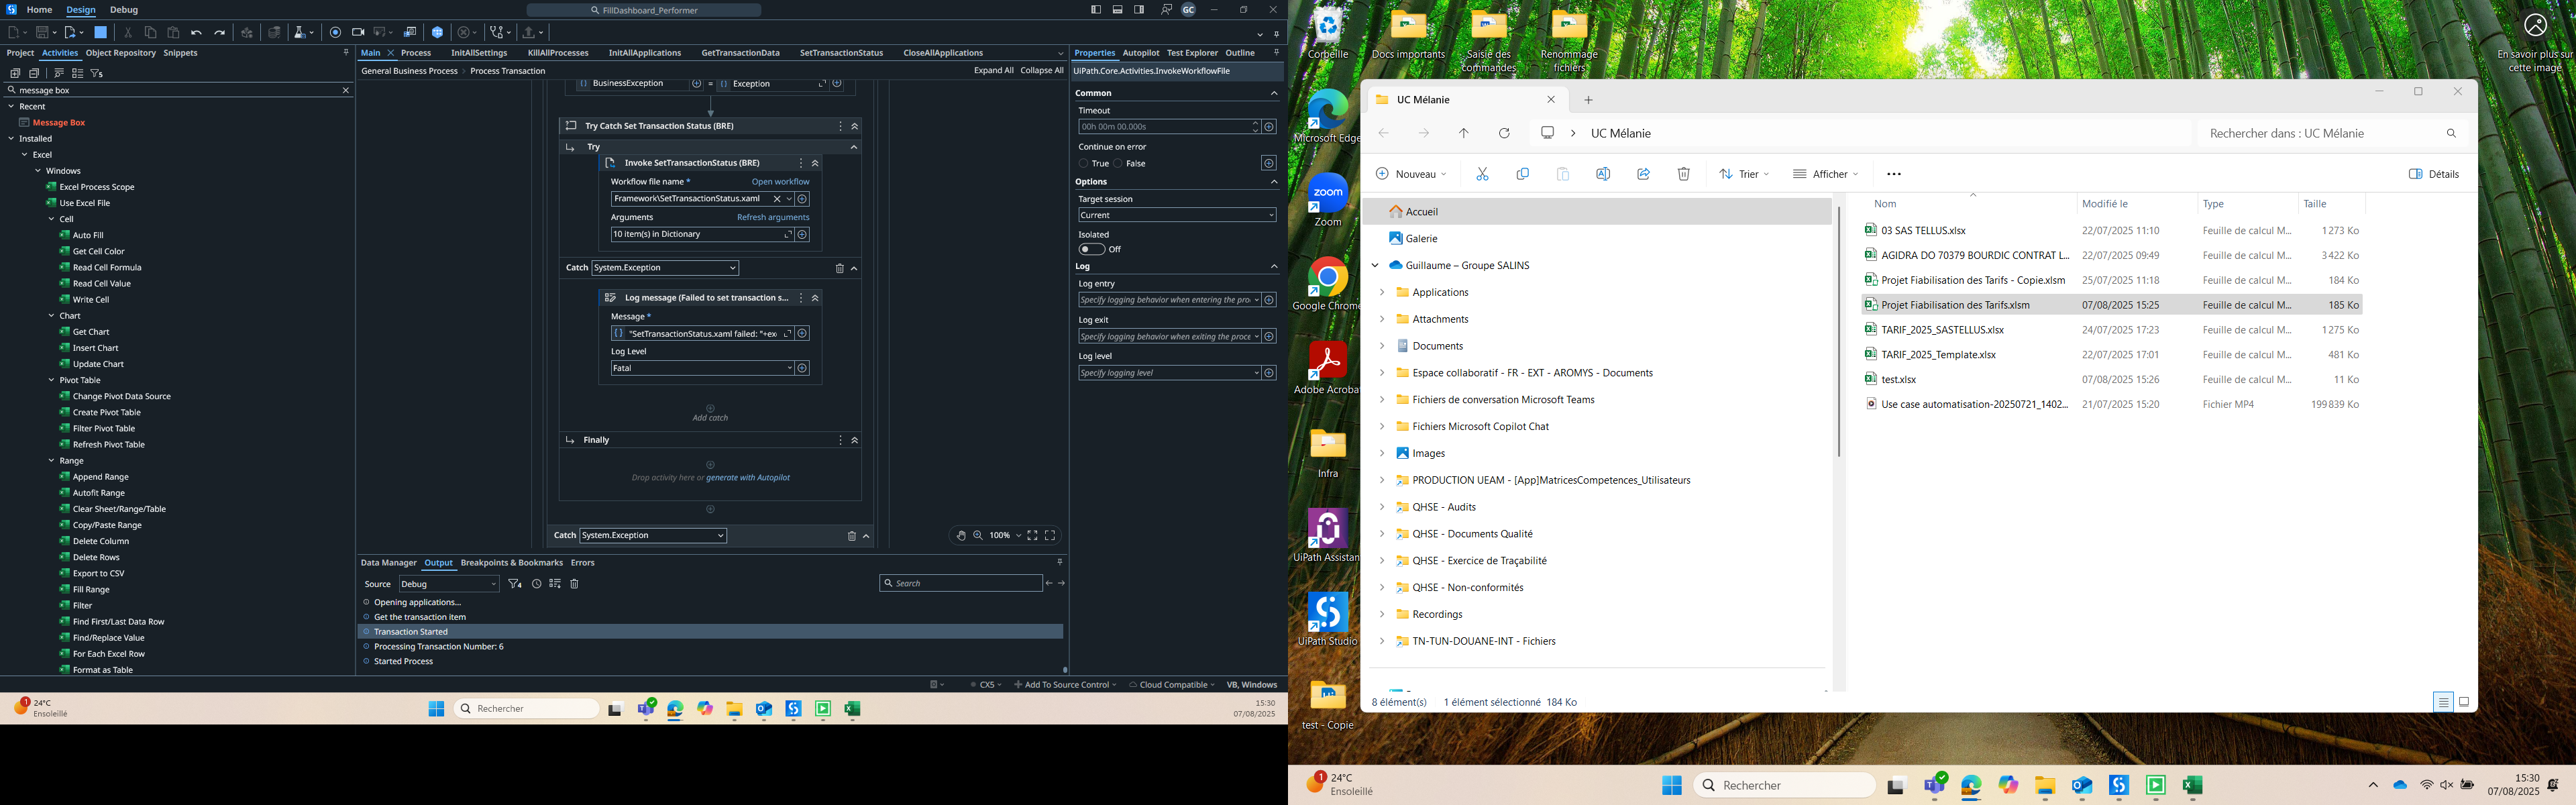 Home Design Debug
FillDashboard_Performer
GC
Project Activities Object Repository Snippets
message box
Recent
Message Box
Installed
Excel
Windows
Excel Process Scope
Use Excel File
Cell
Auto Fill
Get Cell Color
Read Cell Formula
Read Cell Value
Write Cell
Chart
Get Chart
Insert Chart
Update Chart
Pivot Table
Change Pivot Data Source
Create Pivot Table
Filter Pivot Table
Refresh Pivot Table
Range
Append Range
Autofit Range
Clear Sheet/Range/Table
Copy/Paste Range
Delete Column
Delete Rows
Export to CSV
Fill Range
Filter
Find First/Last Data Row
Find/Replace Value
For Each Excel Row
Format as Table
Main Process InitAllSettings KillAllProcesses InitAllApplications GetTransactionData SetTransactionStatus CloseAllApplications
General Business Process > Process Transaction
Expand All Collapse All
BusinessException = Exception
Try Catch Set Transaction Status (BRE)
Try
Invoke SetTransactionStatus (BRE)
Workflow file name * Open workflow
Framework\SetTransactionStatus.xaml
Arguments Refresh arguments
10 item(s) in Dictionary
Catch System.Exception
Log message (Failed to set transaction s...
Message *
"SetTransactionStatus.xaml failed: "+ex
Log Level
Fatal
Add catch
Finally
Drop activity here or generate with Autopilot
Catch System.Exception
100%
Data Manager Output Breakpoints & Bookmarks Errors
Source Debug
Search
Opening applications...
Get the transaction item
Transaction Started
Processing Transaction Number: 6
Started Process
Properties Autopilot Test Explorer Outline
UiPath.Core.Activities.InvokeWorkflowFile
Common
Timeout
00h 00m 00.000s
Continue on error
True False
Options
Target session
Current
Isolated
Off
Log
Log entry
Specify logging behavior when entering the pro
Log exit
Specify logging behavior when exiting the proce
Log level
Specify logging level
CX5 Add To Source Control Cloud Compatible VB, Windows
1
24°C
Ensoleillé
Rechercher
15:30
07/08/2025
Corbeille
Docs importants
Saisie des commandes
Renommage fichiers
En savoir plus sur cette image
Microsoft Edge
zoom
Zoom
Google Chrome
Adobe Acrobat
Infra
UiPath Assistan
UiPath Studio
test - Copie
UC Mélanie
UC Mélanie
Rechercher dans : UC Mélanie
Nouveau Trier Afficher Détails
Accueil
Galerie
Guillaume – Groupe SALINS
Applications
Attachments
Documents
Espace collaboratif - FR - EXT - AROMYS - Documents
Fichiers de conversation Microsoft Teams
Fichiers Microsoft Copilot Chat
Images
PRODUCTION UEAM - [App]MatricesCompetences_Utilisateurs
QHSE - Audits
QHSE - Documents Qualité
QHSE - Exercice de Traçabilité
QHSE - Non-conformités
Recordings
TN-TUN-DOUANE-INT - Fichiers
Nom Modifié le Type Taille
03 SAS TELLUS.xlsx 22/07/2025 11:10 Feuille de calcul M... 1 273 Ko
AGIDRA DO 70379 BOURDIC CONTRAT L... 22/07/2025 09:49 Feuille de calcul M... 3 422 Ko
Projet Fiabilisation des Tarifs - Copie.xlsm 25/07/2025 11:18 Feuille de calcul M... 184 Ko
Projet Fiabilisation des Tarifs.xlsm 07/08/2025 15:25 Feuille de calcul M... 185 Ko
TARIF_2025_SASTELLUS.xlsx 24/07/2025 17:23 Feuille de calcul M... 1 275 Ko
TARIF_2025_Template.xlsx 22/07/2025 17:01 Feuille de calcul M... 481 Ko
test.xlsx 07/08/2025 15:26 Feuille de calcul M... 11 Ko
Use case automatisation-20250721_1402... 21/07/2025 15:20 Fichier MP4 199 839 Ko
8 élément(s) 1 élément sélectionné 184 Ko
1
24°C
Ensoleillé
Rechercher
15:30
07/08/2025